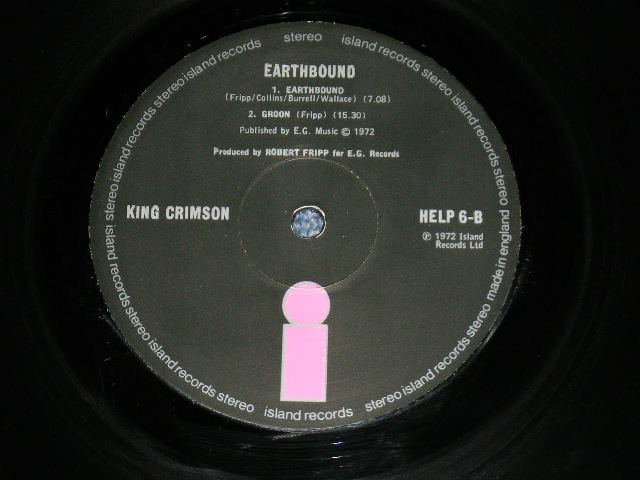 EARTHBOUND
1. EARTHBOUND
(Fripp/Collins/Burrell/Wallace) (7.08)
2. GROON (Fripp) (15.30)
Published by E.G. Music © 1972
Produced by ROBERT FRIPP for E.G. Records
KING CRIMSON
HELP 6-B
℗ 1972 Island
Records Ltd
stereo island records stereo island records stereo island records stereo made in england stereo island records stereo island records stereo island records stereo island records stereo island records